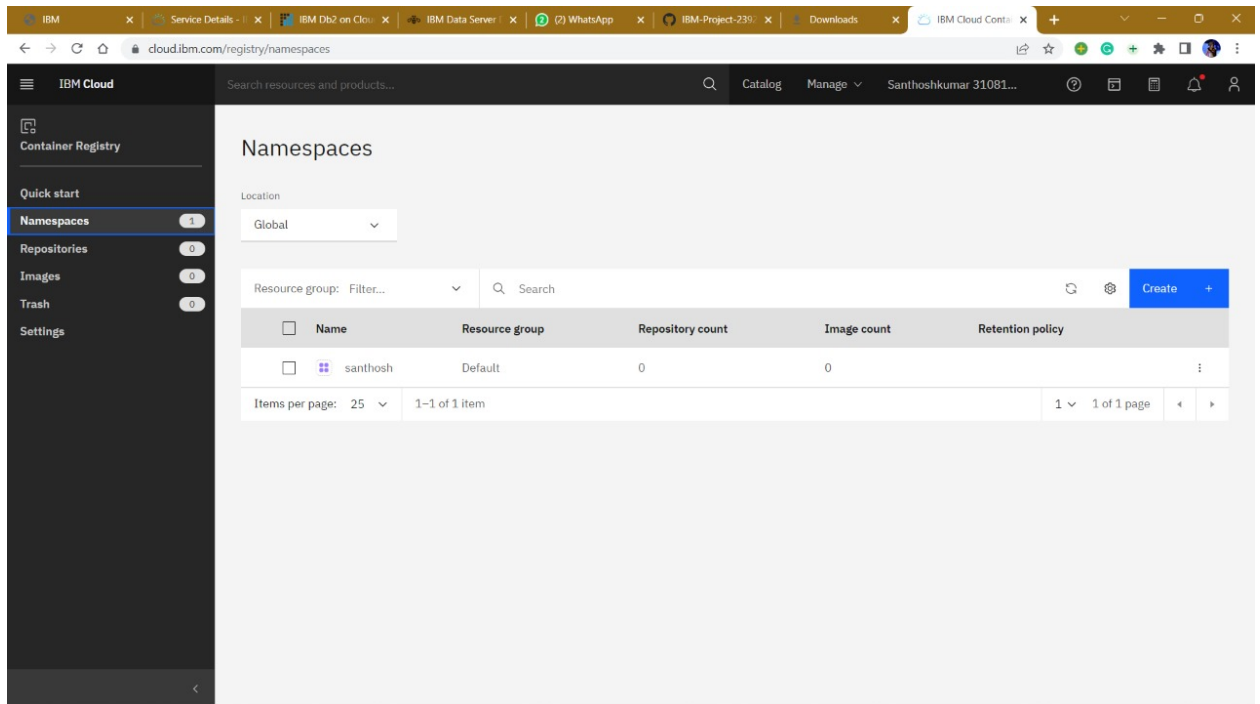 IBM
Service Details - I
IBM Db2 on Clou
IBM Data Server
(2) WhatsApp
IBM-Project-239
Downloads
IBM Cloud Conta
cloud.ibm.com/registry/namespaces
IBM Cloud
Search resources and products...
Catalog
Manage
Santhoshkumar 31081...
Container Registry
Quick start
Namespaces 1
Repositories 0
Images 0
Trash 0
Settings
Namespaces
Location
Global
Resource group: Filter...
Search
Create +
Name Resource group Repository count Image count Retention policy
santhosh Default 0 0
Items per page: 25 1–1 of 1 item 1 1 of 1 page